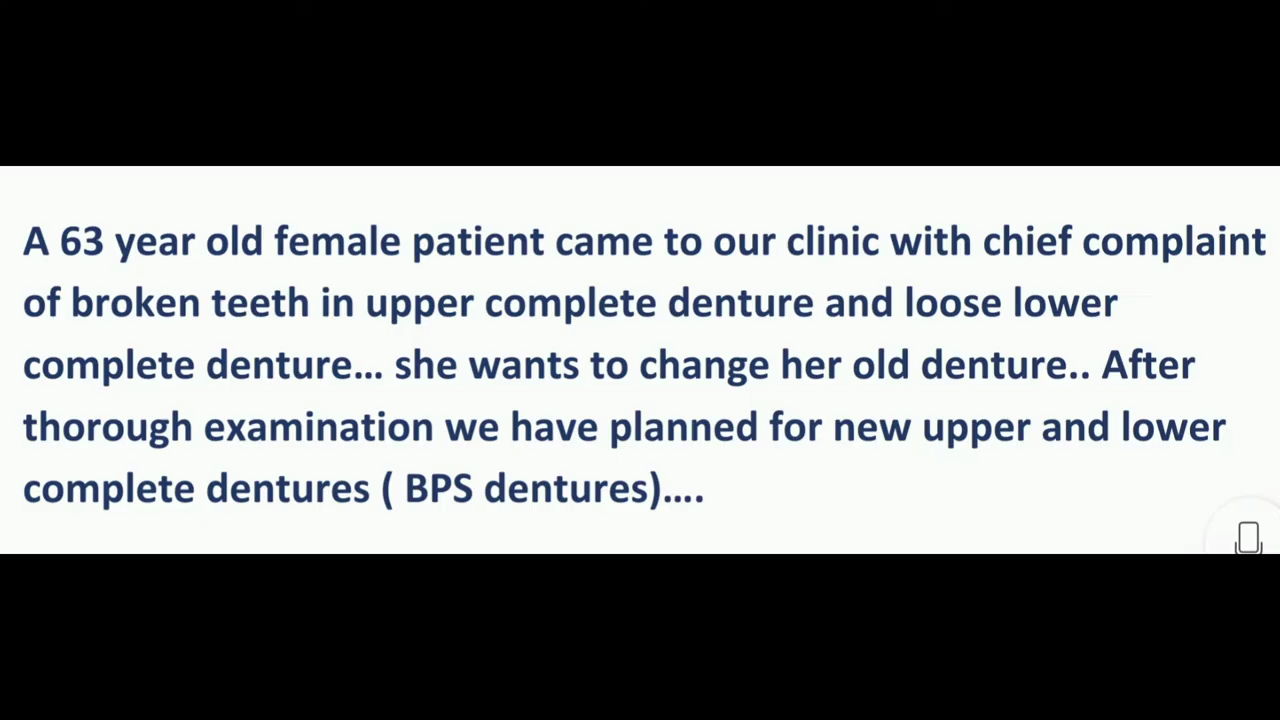 A 63 year old female patient came to our clinic with chief complaint
of broken teeth in upper complete denture and loose lower
complete denture... she wants to change her old denture.. After
thorough examination we have planned for new upper and lower
complete dentures ( BPS dentures)....